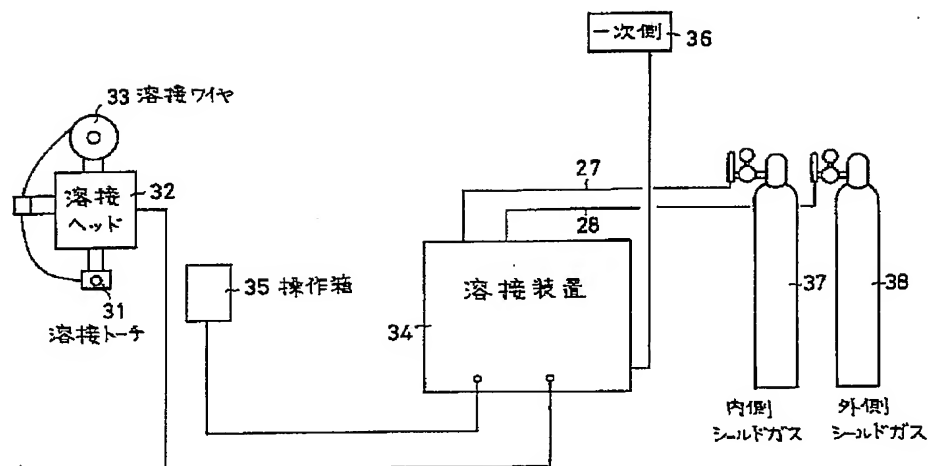 一次側
36
33 溶接ワイヤ
溶接
ヘッド
32
27
28
35 操作箱
溶接装置
34
31
溶接トーチ
37
38
内側
シールドガス
外側
シールドガス